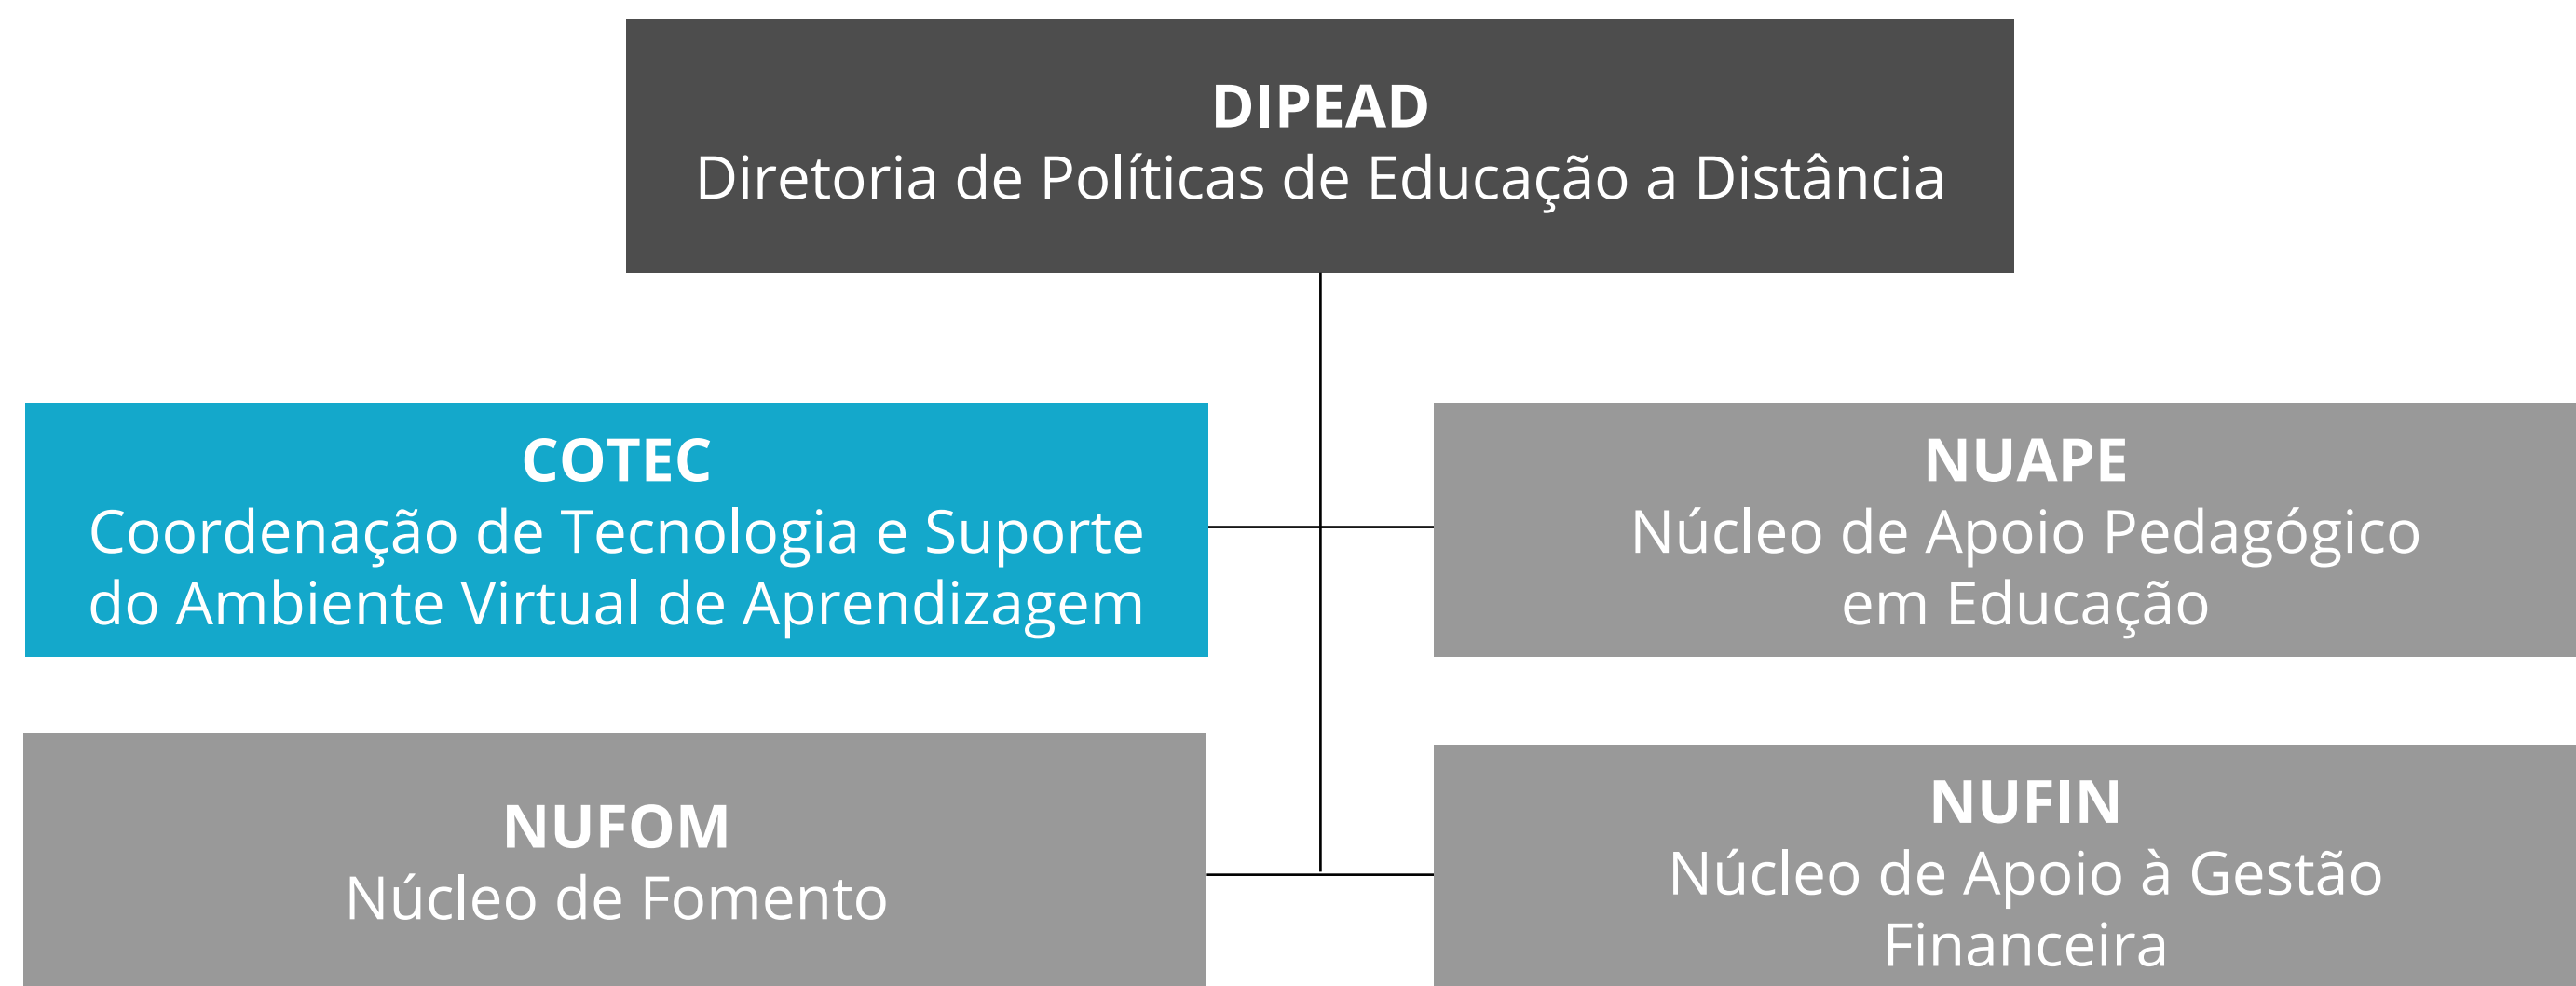 DIPEAD
Diretoria de Políticas de Educação a Distância
COTEC
Coordenação de Tecnologia e Suporte
do Ambiente Virtual de Aprendizagem
NUAPE
Núcleo de Apoio Pedagógico
em Educação
NUFOM
Núcleo de Fomento
NUFIN
Núcleo de Apoio à Gestão
Financeira